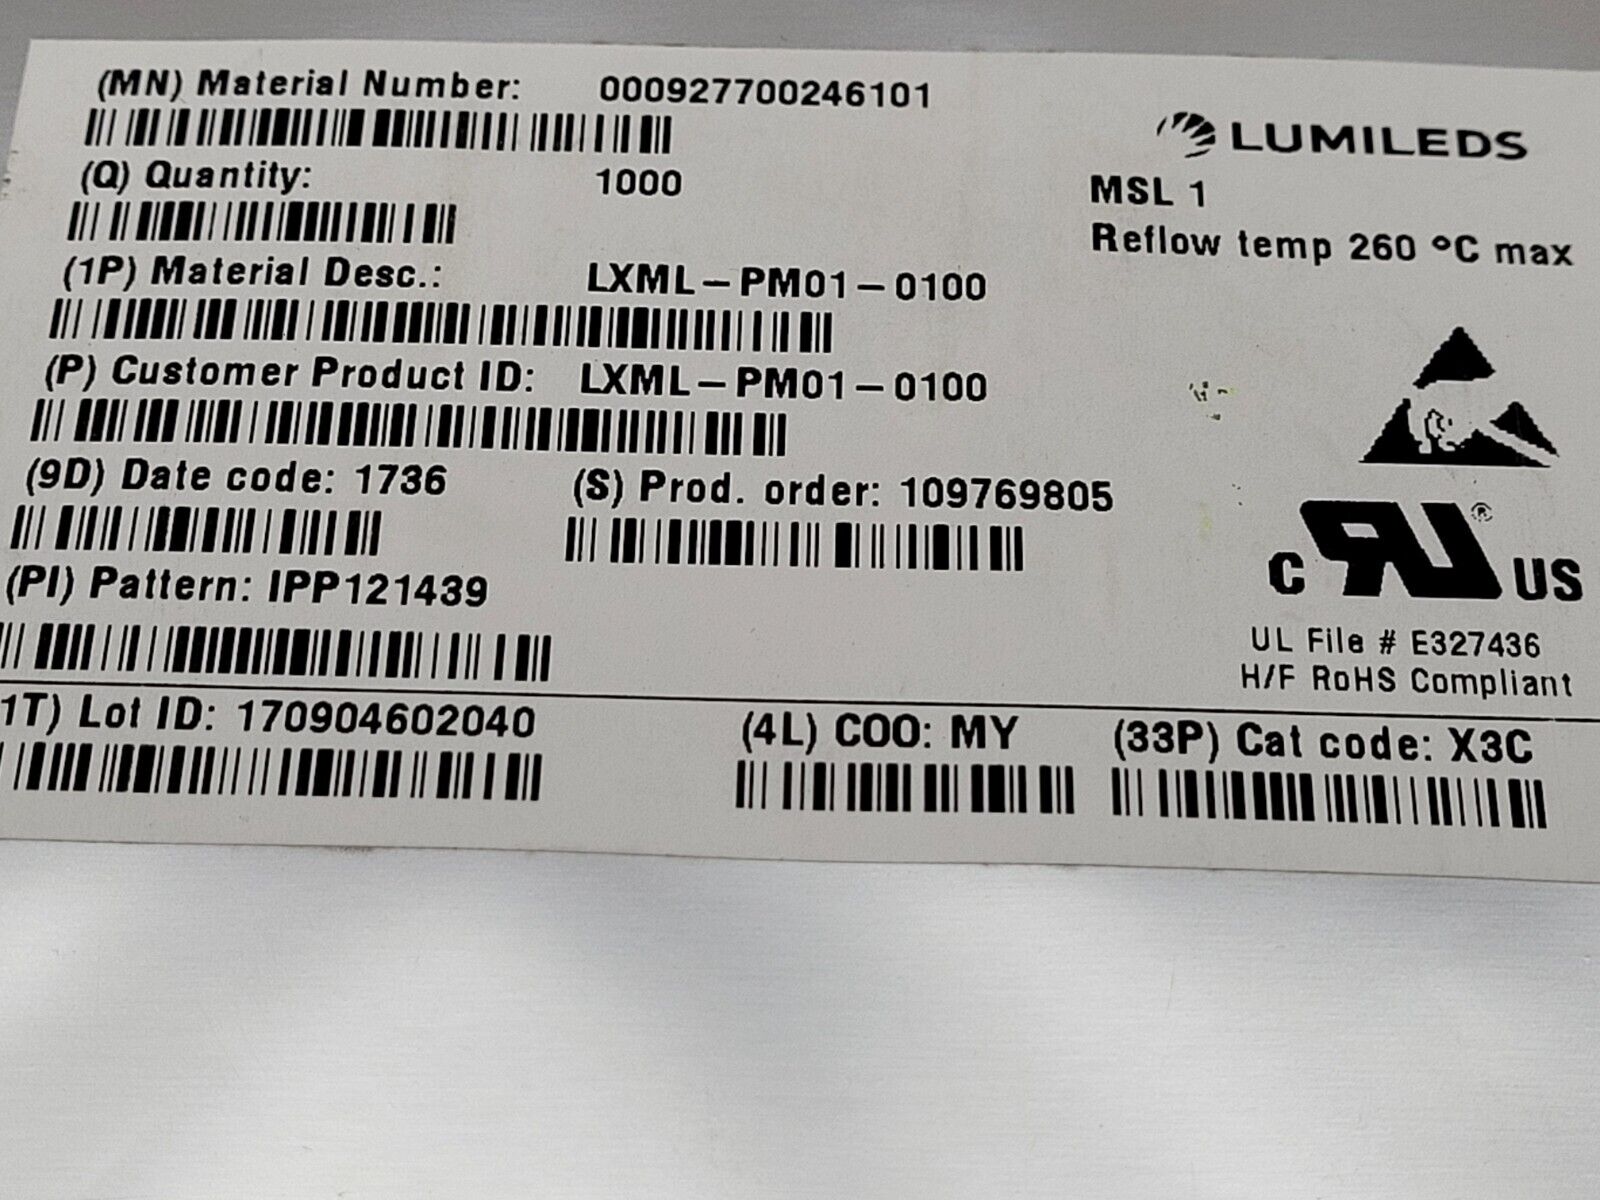 (MN) Material Number: 000927700246101
LUMILEDS
(Q) Quantity: 1000
MSL 1
Reflow temp 260 °C max
(1P) Material Desc.: LXML-PM01-0100
(P) Customer Product ID: LXML-PM01-0100
(9D) Date code: 1736
(S) Prod. order: 109769805
(PI) Pattern: IPP121439
C RU ® US
UL File # E327436
H/F RoHS Compliant
1T) Lot ID: 170904602040
(4L) COO: MY
(33P) Cat code: X3C